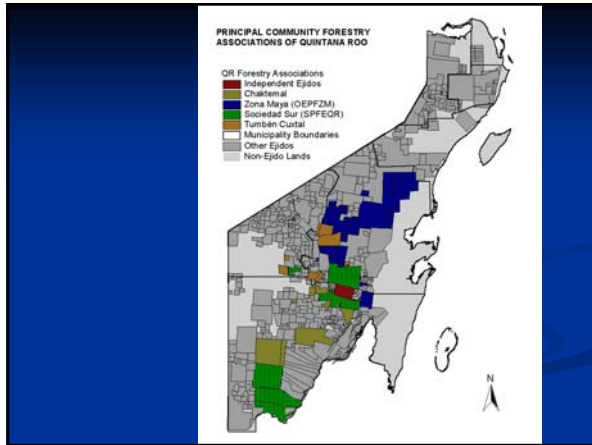 PRINCIPAL COMMUNITY FORESTRY
ASSOCIATIONS OF QUINTANA ROO
QR Forestry Associations
Independent Ejidos
Chaktemal
Zona Maya (OEPFZM)
Sociedad Sur (SPFEQR)
Tumbén Cuxtal
Municipality Boundaries
Other Ejidos
Non-Ejido Lands
N